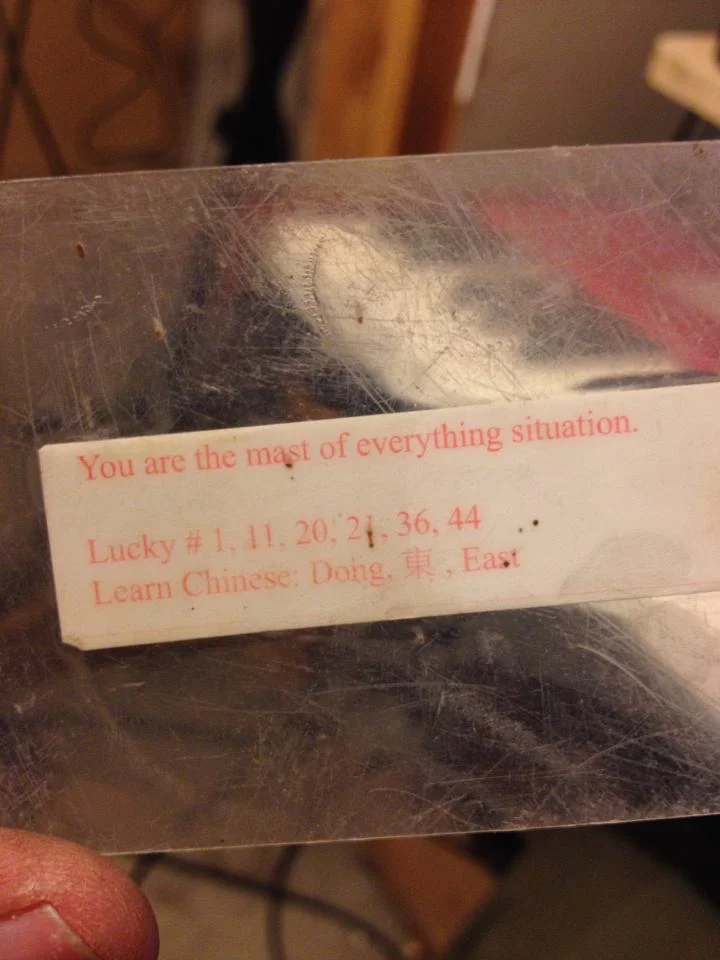 You are the mast of everything situation.
Lucky # 1, 11, 20, 21, 36, 44
Learn Chinese: Dong, 東 , East